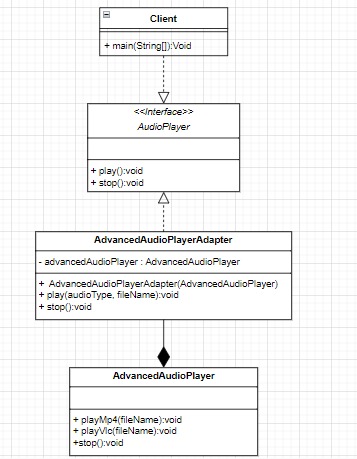 Client
+ main(String[]):Void
<<Interface>>
AudioPlayer
+ play():void
+ stop():void
AdvancedAudioPlayerAdapter
- advancedAudioPlayer : AdvancedAudioPlayer
+ AdvancedAudioPlayerAdapter(AdvancedAudioPlayer)
+ play(audioType, fileName):void
+ stop():void
AdvancedAudioPlayer
+ playMp4(fileName):void
+ playVlc(fileName):void
+stop():void